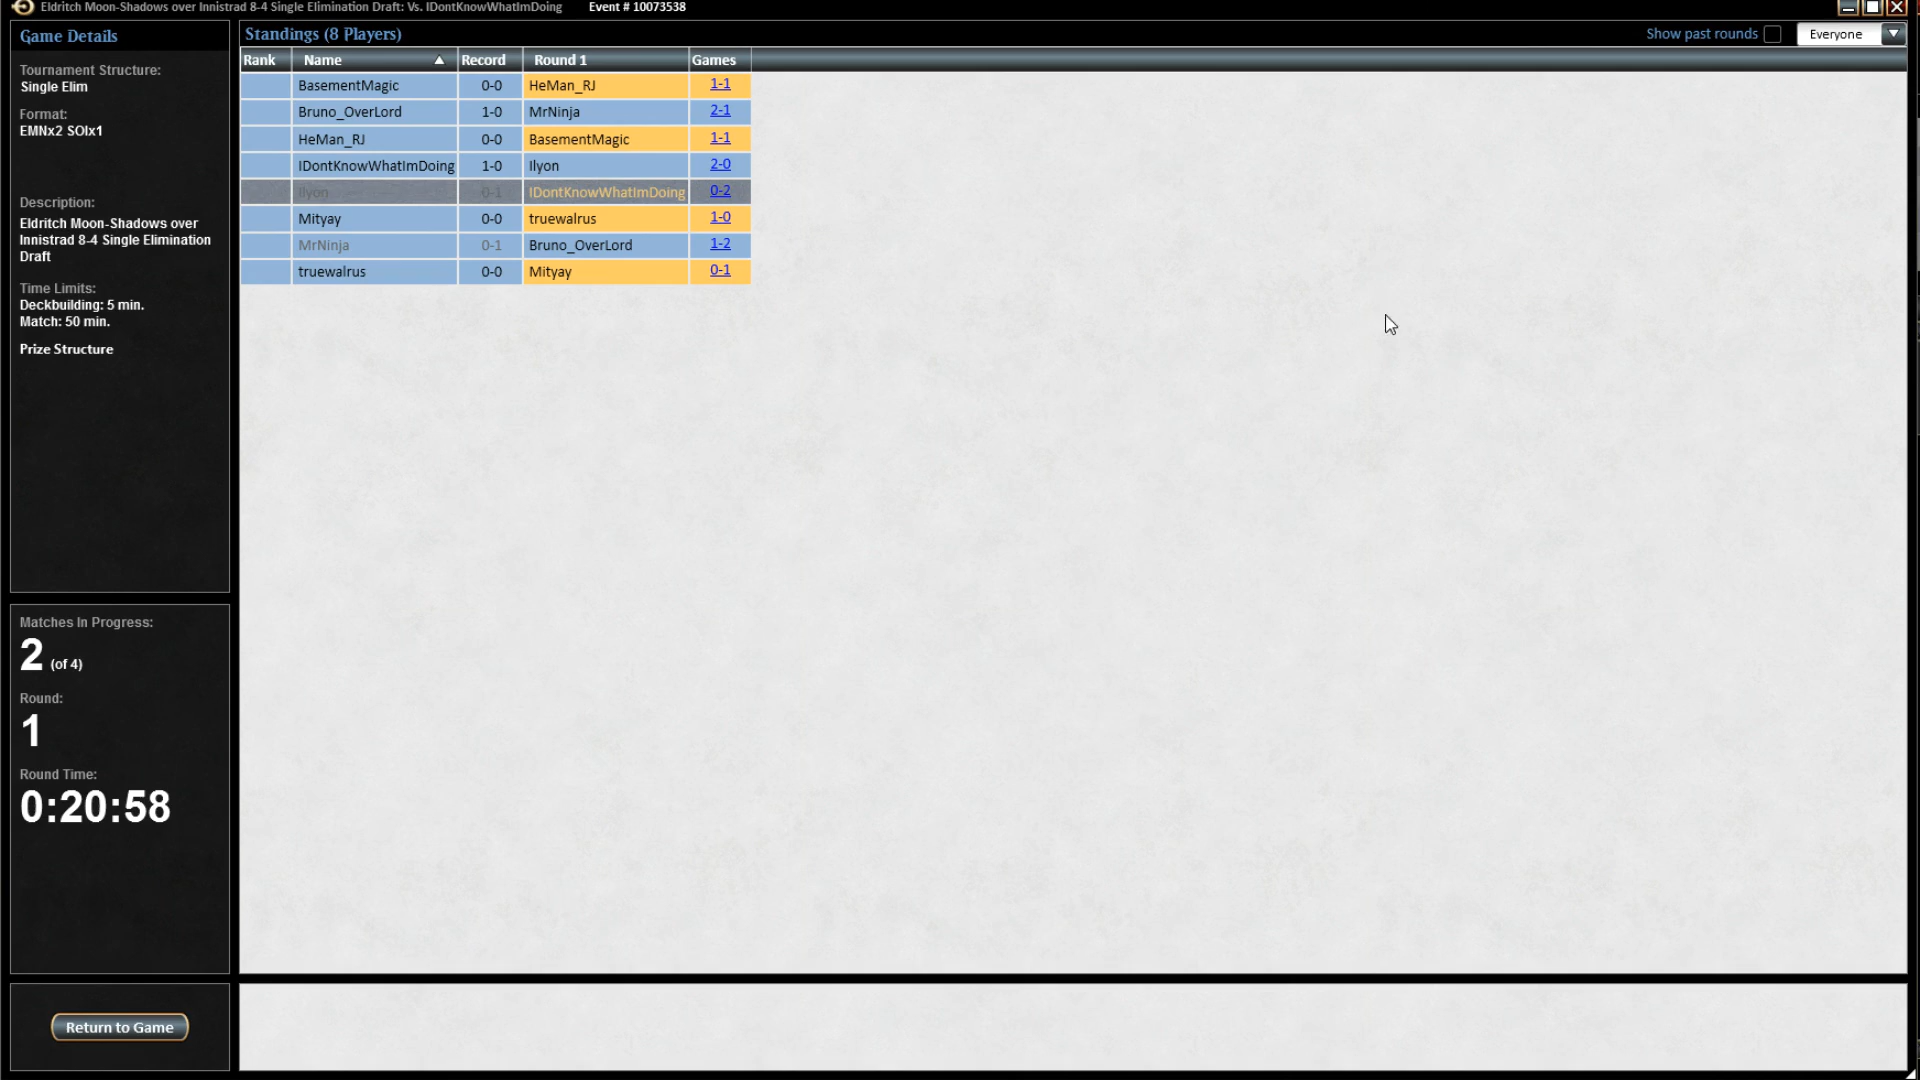 Eldritch Moon-Shadows over Innistrad 8-4 Single Elimination Draft: Vs. IDontKnowWhatImDoing Event # 10073538
Game Details
Tournament Structure:
Single Elim
Format:
EMNx2 SOIx1
Description:
Eldritch Moon-Shadows over
Innistrad 8-4 Single Elimination
Draft
Time Limits:
Deckbuilding: 5 min.
Match: 50 min.
Prize Structure
Matches In Progress:
2 (of 4)
Round:
1
Round Time:
0:20:58
Return to Game
Standings (8 Players) Show past rounds Everyone
Rank Name Record Round 1 Games
BasementMagic 0-0 HeMan_RJ 1-1
Bruno_OverLord 1-0 MrNinja 2-1
HeMan_RJ 0-0 BasementMagic 1-1
IDontKnowWhatImDoing 1-0 Ilyon 2-0
Ilyon 0-1 IDontKnowWhatImDoing 0-2
Mityay 0-0 truewalrus 1-0
MrNinja 0-1 Bruno_OverLord 1-2
truewalrus 0-0 Mityay 0-1